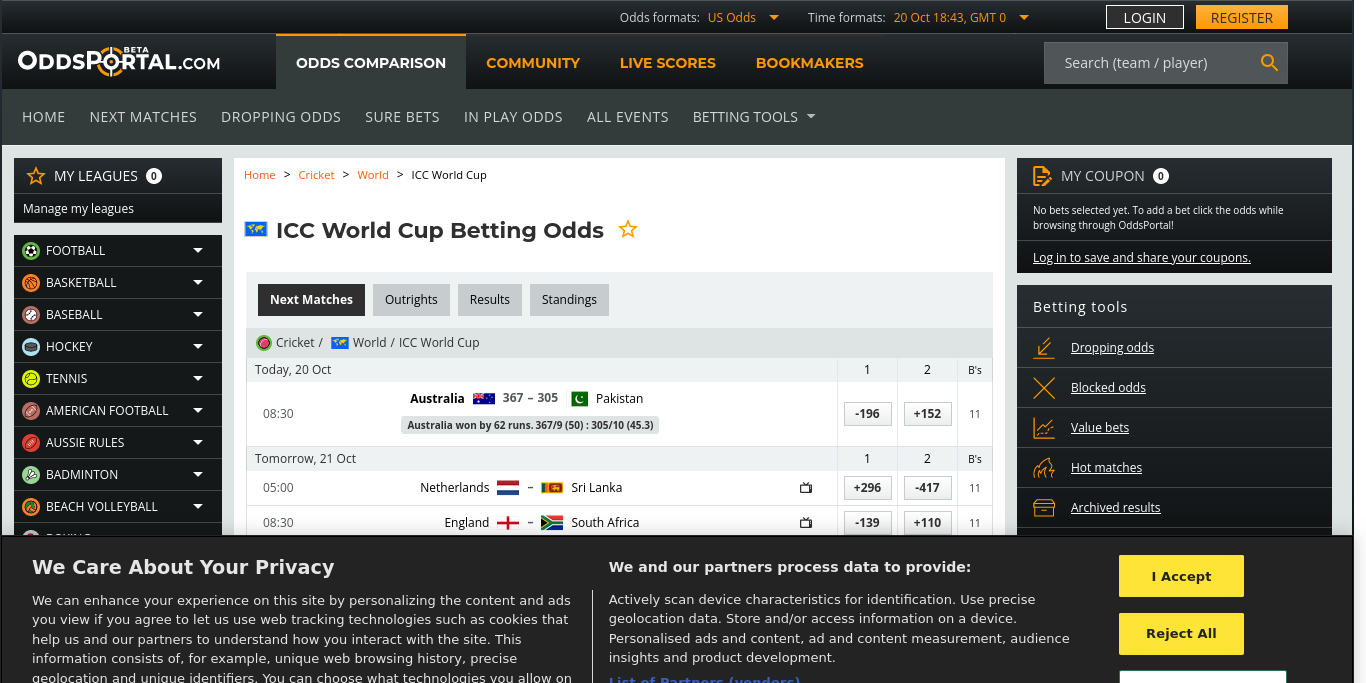 Odds formats: US Odds Time formats: 20 Oct 18:43, GMT 0 LOGIN REGISTER
ODDSPORTAL.COM BETA ODDS COMPARISON COMMUNITY LIVE SCORES BOOKMAKERS Search (team / player)
HOME NEXT MATCHES DROPPING ODDS SURE BETS IN PLAY ODDS ALL EVENTS BETTING TOOLS
MY LEAGUES 0
Manage my leagues
FOOTBALL
BASKETBALL
BASEBALL
HOCKEY
TENNIS
AMERICAN FOOTBALL
AUSSIE RULES
BADMINTON
BEACH VOLLEYBALL
Home > Cricket > World > ICC World Cup
ICC World Cup Betting Odds
Next Matches Outrights Results Standings
Cricket / World / ICC World Cup
Today, 20 Oct 1 2 B's
08:30 Australia 367 – 305 Pakistan -196 +152 11
Australia won by 62 runs. 367/9 (50) : 305/10 (45.3)
Tomorrow, 21 Oct 1 2 B's
05:00 Netherlands – Sri Lanka +296 -417 11
08:30 England – South Africa -139 +110 11
MY COUPON 0
No bets selected yet. To add a bet click the odds while
browsing through OddsPortal!
Log in to save and share your coupons.
Betting tools
Dropping odds
Blocked odds
Value bets
Hot matches
Archived results
We Care About Your Privacy
We can enhance your experience on this site by personalizing the content and ads
you view if you agree to let us use web tracking technologies such as cookies that
help us and our partners to understand how you interact with the site. This
information consists of, for example, unique web browsing history, precise
geolocation and unique identifiers. You can choose what technologies you allow on
We and our partners process data to provide:
Actively scan device characteristics for identification. Use precise
geolocation data. Store and/or access information on a device.
Personalised ads and content, ad and content measurement, audience
insights and product development.
List of Partners (vendors)
I Accept
Reject All